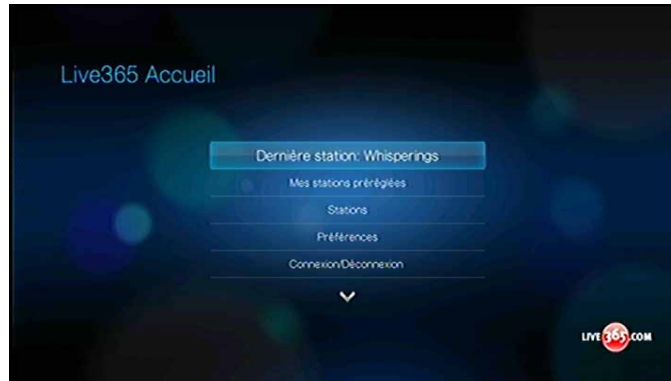 Live365 Accueil
Dernière station: Whisperings
Mes stations préréglées
Stations
Préférences
Connexion/Déconnexion
LIVE365.COM